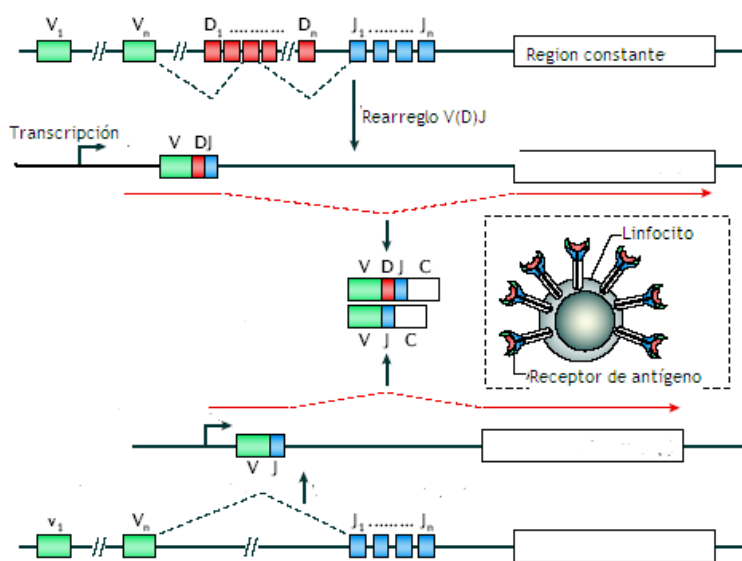 V₁ Vₙ D₁ ......... Dₙ J₁ ........ Jₙ
Region constante
Rearreglo V(D)J
Transcripción
V DJ
Linfocito
V D J C
V J C
Receptor de antígeno
V J
v₁ Vₙ J₁ ......... Jₙ